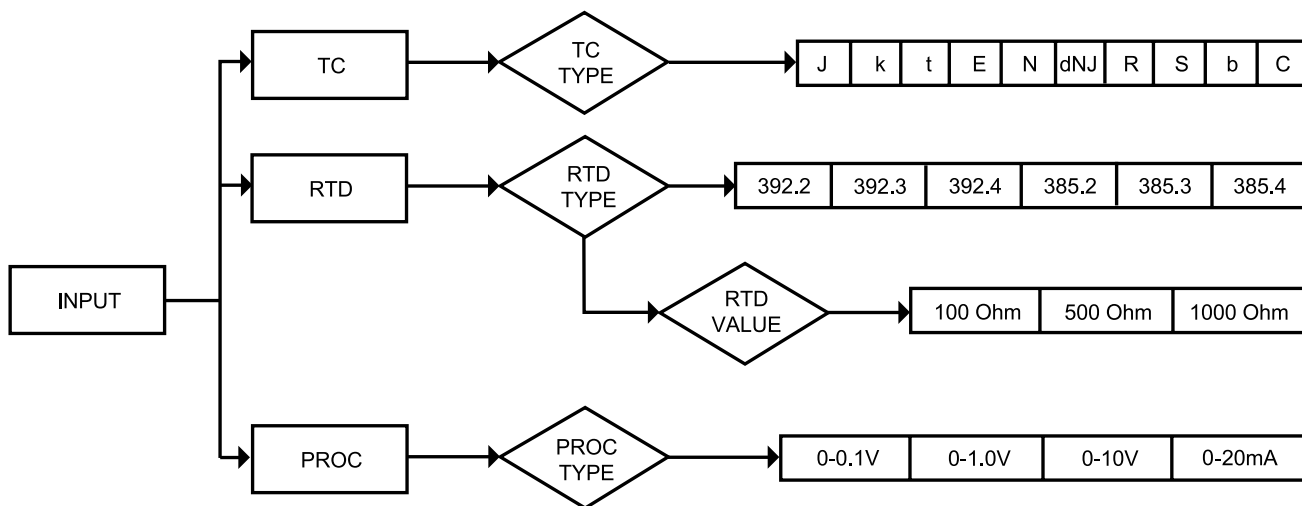 TC
TC
TYPE
J k t E N dNJ R S b C
RTD
RTD
TYPE
392.2 392.3 392.4 385.2 385.3 385.4
INPUT
RTD
VALUE
100 Ohm 500 Ohm 1000 Ohm
PROC
PROC
TYPE
0-0.1V 0-1.0V 0-10V 0-20mA